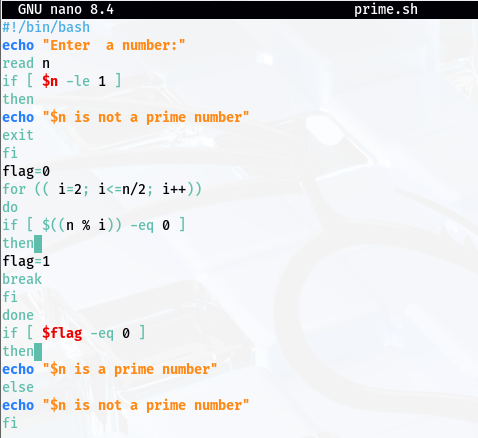 GNU nano 8.4 prime.sh
#!/bin/bash
echo "Enter  a number:"
read n
if [ $n -le 1 ]
then
echo "$n is not a prime number"
exit
fi
flag=0
for (( i=2; i<=n/2; i++))
do
if [ $((n % i)) -eq 0 ]
then
flag=1
break
fi
done
if [ $flag -eq 0 ]
then
echo "$n is a prime number"
else
echo "$n is not a prime number"
fi